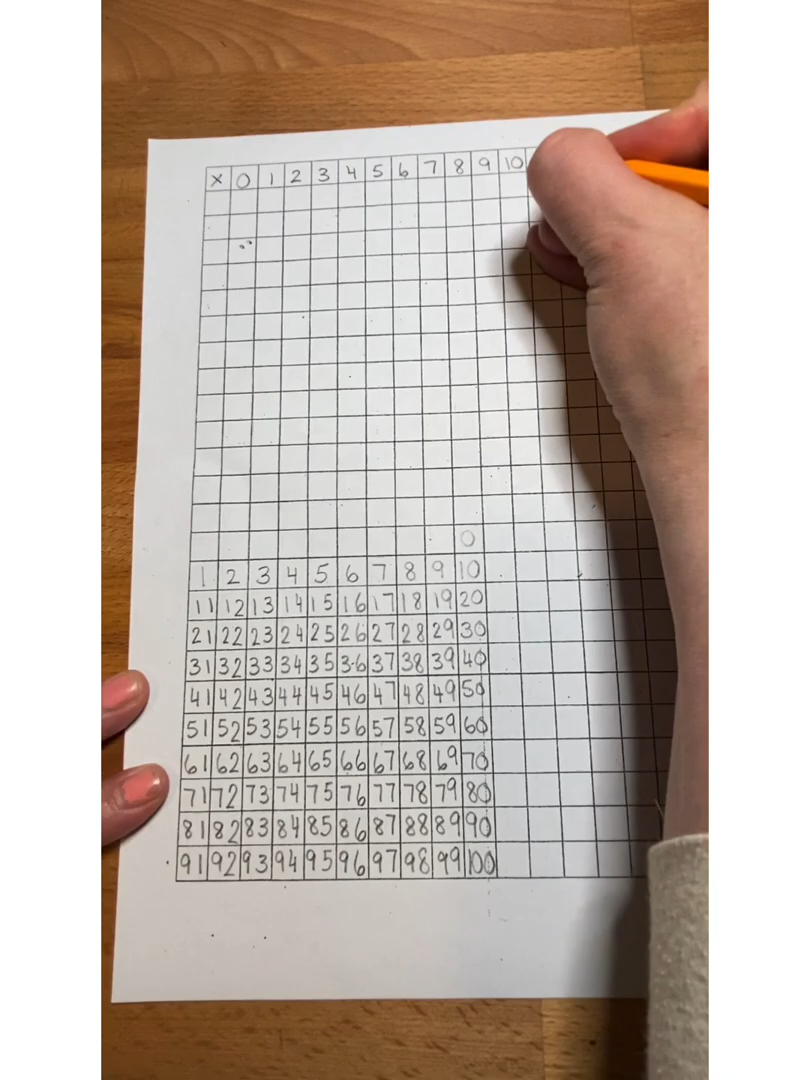 x 0 1 2 3 4 5 6 7 8 9 10
0
1 2 3 4 5 6 7 8 9 10
11 12 13 14 15 16 17 18 19 20
21 22 23 24 25 26 27 28 29 30
31 32 33 34 35 36 37 38 39 40
41 42 43 44 45 46 47 48 49 50
51 52 53 54 55 56 57 58 59 60
61 62 63 64 65 66 67 68 69 70
71 72 73 74 75 76 77 78 79 80
81 82 83 84 85 86 87 88 89 90
91 92 93 94 95 96 97 98 99 100